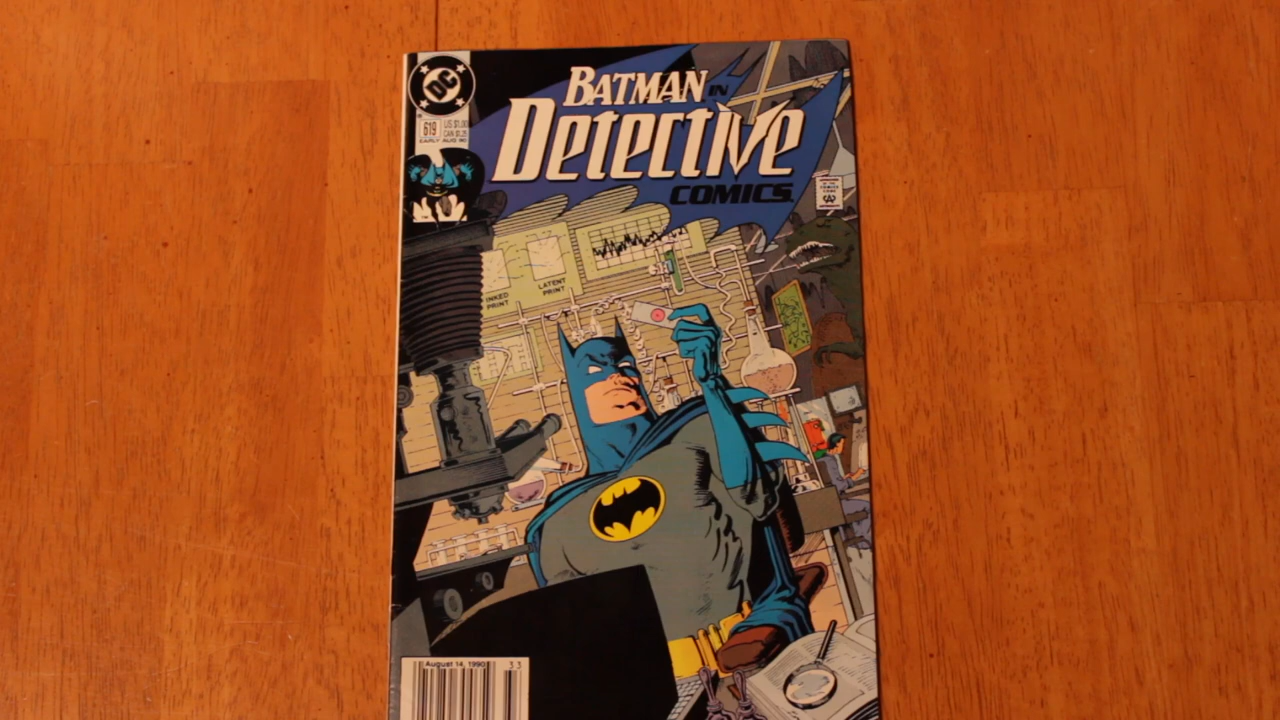 DC
BATMAN IN
Detective
COMICS.
619
US $1.00
CAN $1.25
EARLY AUG 90
INKED
PRINT
LATENT
PRINT
August 14, 1990
33